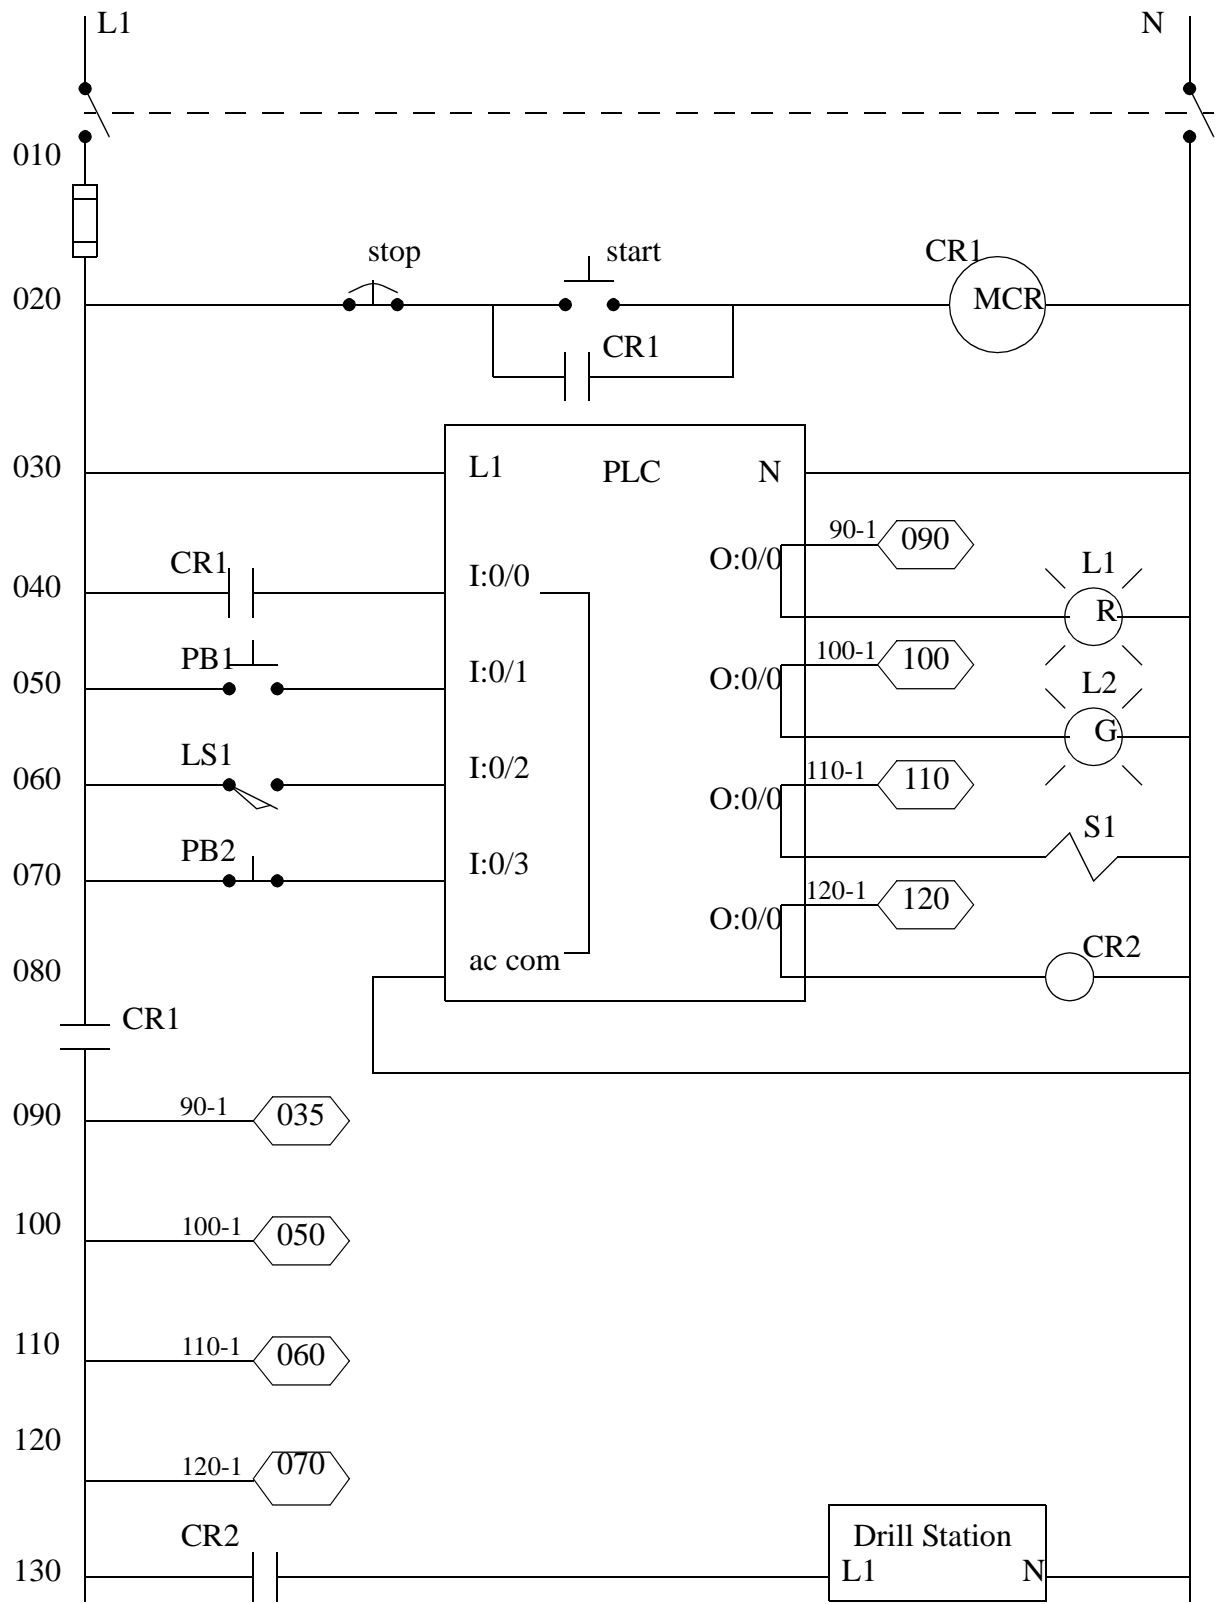 L1 N
010
stop start CR1
020 MCR
CR1
030 L1 PLC N
90-1 090
O:0/0
CR1 I:0/0 L1
040 R
100-1 100
PB1 I:0/1 O:0/0 L2
050 G
LS1 I:0/2 110-1 110
060 O:0/0
S1
PB2 I:0/3
070 120-1 120
O:0/0
080 ac com CR2
CR1
090 90-1 035
100 100-1 050
110 110-1 060
120
120-1 070
CR2 Drill Station
130 L1 N